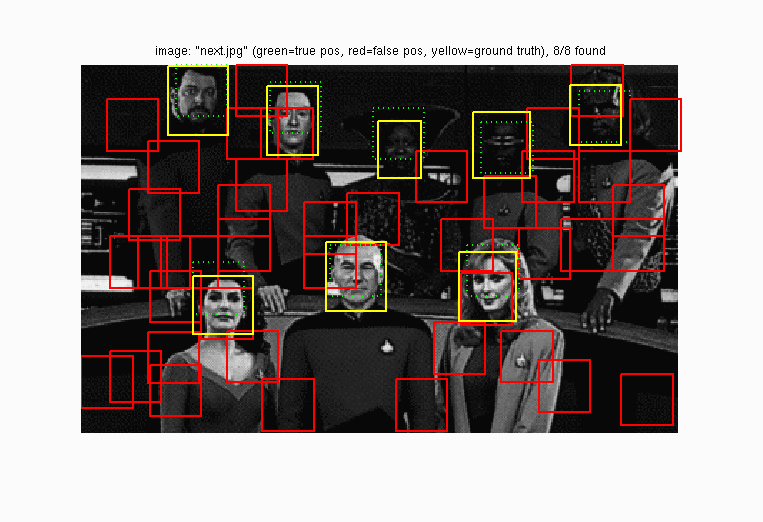 image: "next.jpg" (green=true pos, red=false pos, yellow=ground truth), 8/8 found